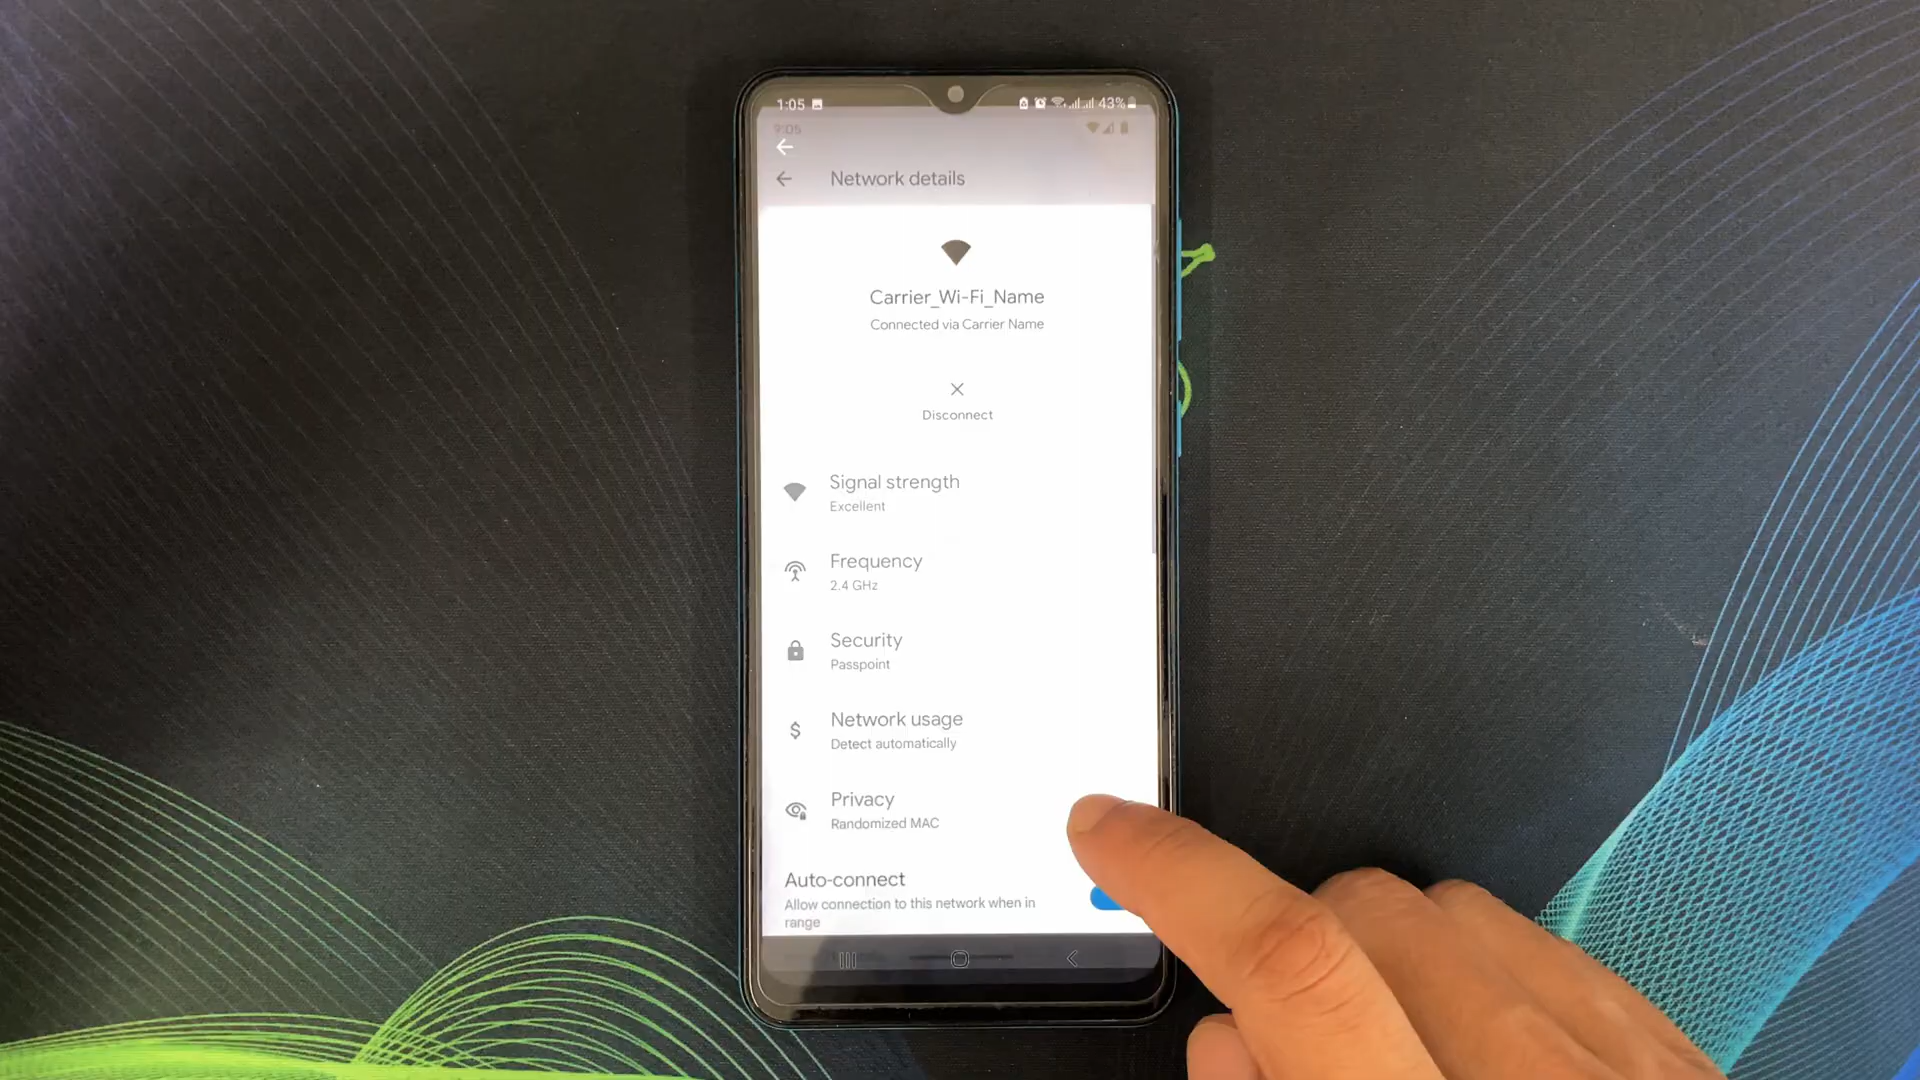 1:05 43%
9:05
Network details
Carrier_Wi-Fi_Name
Connected via Carrier Name
Disconnect
Signal strength
Excellent
Frequency
2.4 GHz
Security
Passpoint
Network usage
Detect automatically
Privacy
Randomized MAC
Auto-connect
Allow connection to this network when in
range